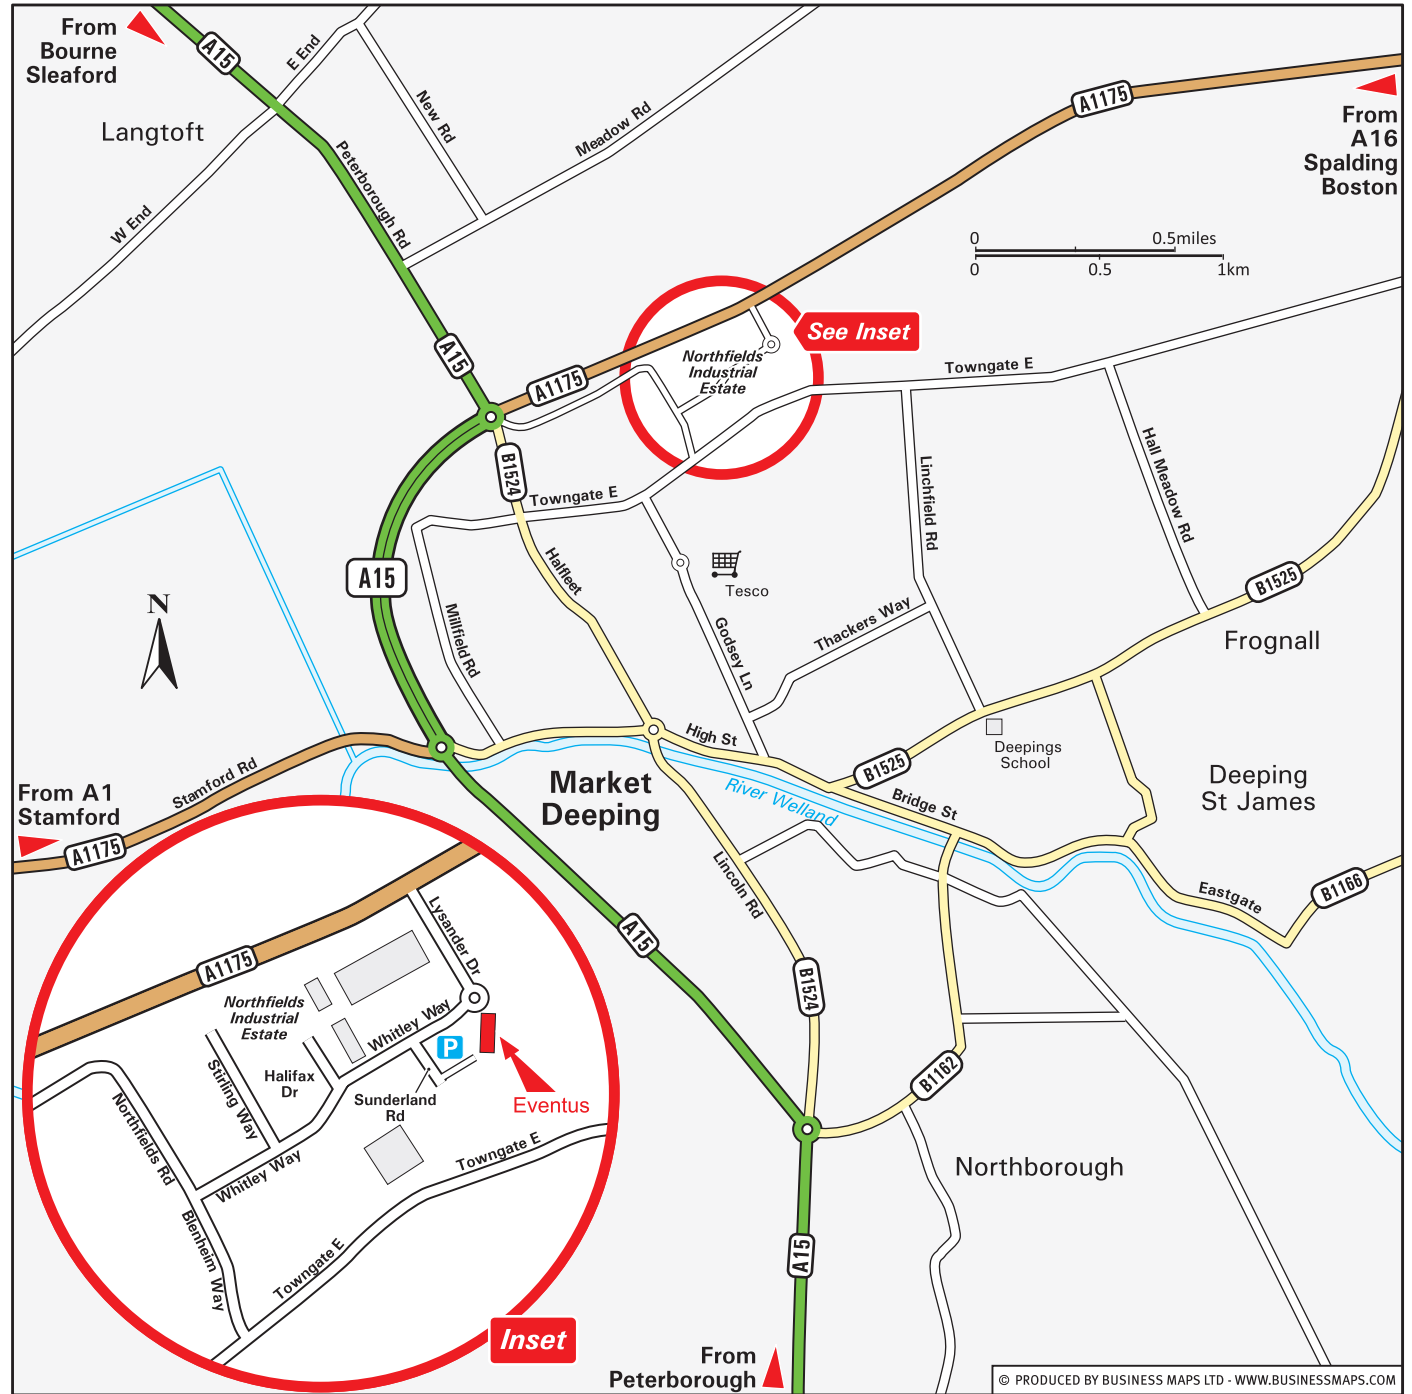 From
Bourne
Sleaford
A15
E End
Langtoft
New Rd
Meadow Rd
W End
Peterborough Rd
A1175
From
A16
Spalding
Boston
0
0.5miles
0
0.5
1km
A15
A1175
See Inset
Northfields
Industrial
Estate
Towngate E
B1524
Towngate E
Linchfield Rd
Hall Meadow Rd
A15
Halfleet
Tesco
B1525
N
Millfield Rd
Godsey Ln
Thackers Way
Frognall
High St
B1525
Deepings
School
Stamford Rd
From A1
Stamford
A1175
Market
Deeping
River Welland
Bridge St
Deeping
St James
Lincoln Rd
B1166
Eastgate
A15
B1524
Lysander Dr
A1175
Northfields
Industrial
Estate
Whitley Way
P
Stirling Way
Halifax
Dr
Sunderland
Rd
Eventus
Northfields Rd
Whitley Way
Towngate E
Blenheim Way
Towngate E
Inset
B1162
Northborough
A15
From
Peterborough
© PRODUCED BY BUSINESS MAPS LTD - WWW.BUSINESSMAPS.COM